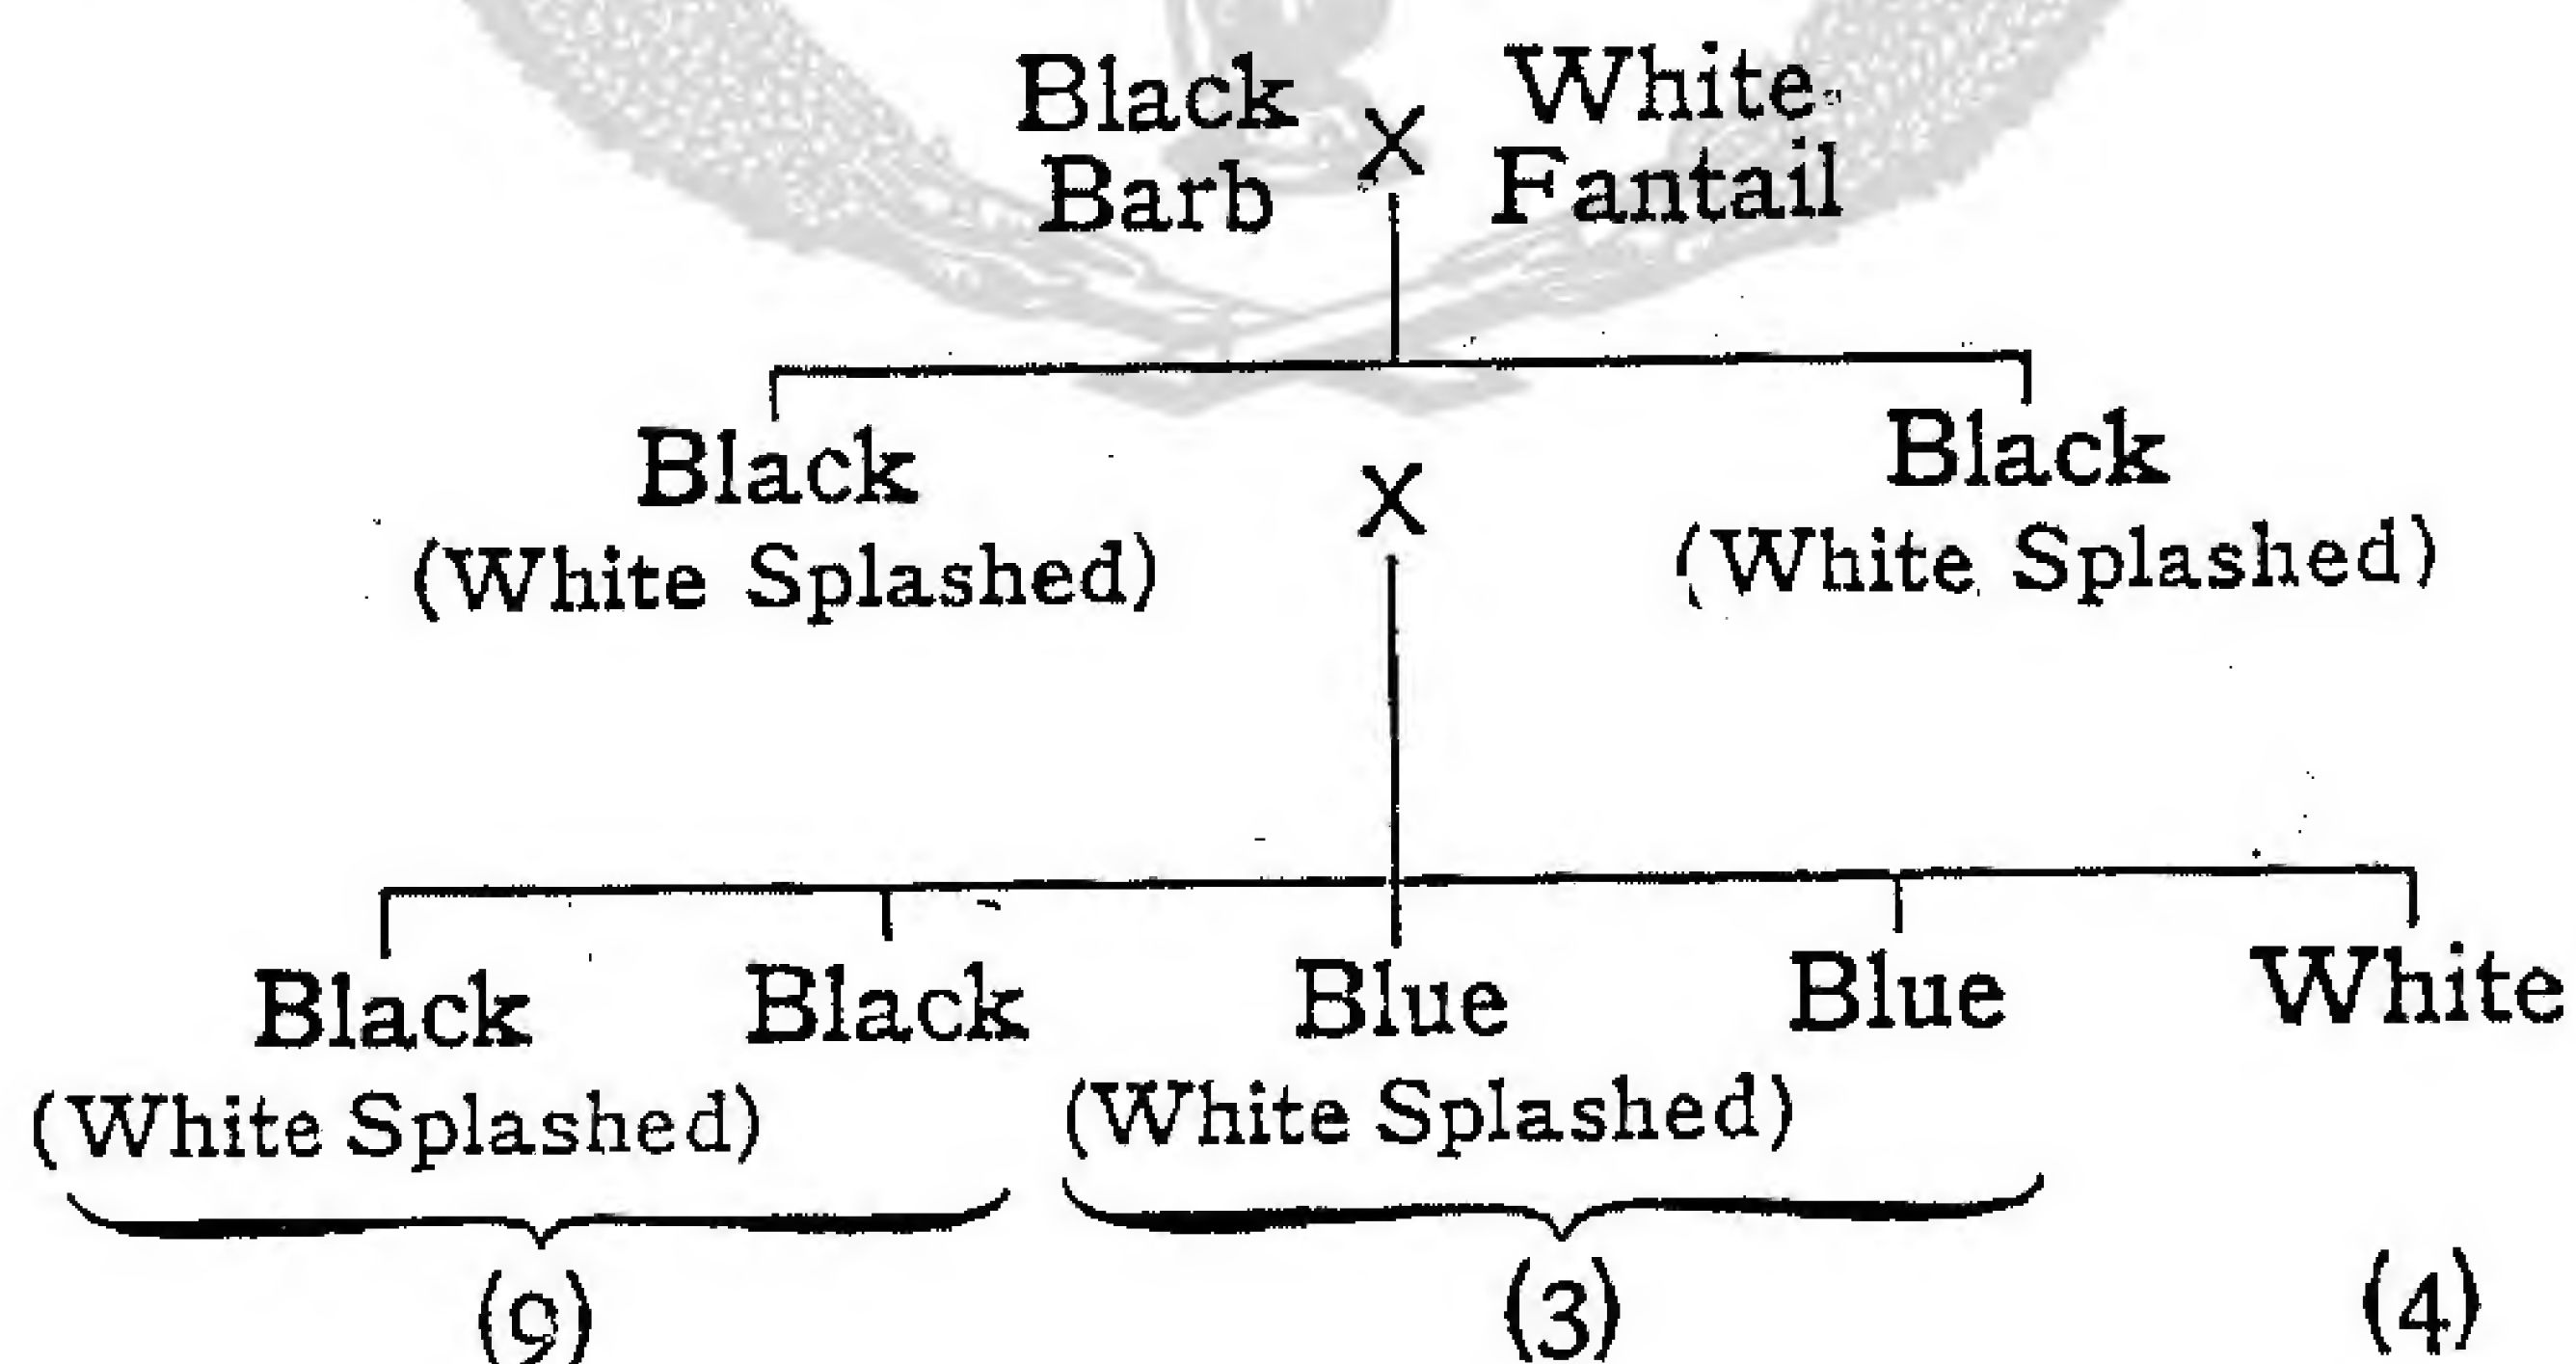 Black × White
Barb Fantail
Black × Black
(White Splashed) (White Splashed)
Black Black Blue Blue White
(White Splashed) (White Splashed)
(9) (3) (4)